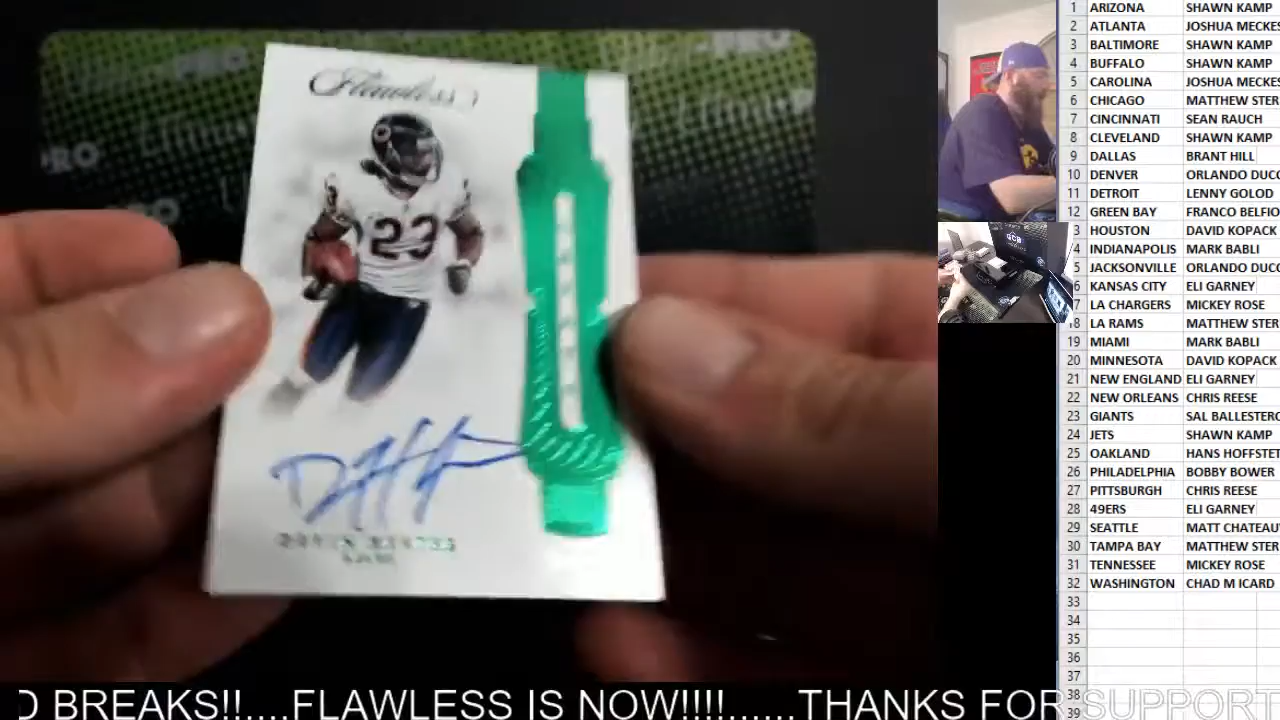 Flawless
23
PRO
1 ARIZONA SHAWN KAMP
2 ATLANTA JOSHUA MECKES
3 BALTIMORE SHAWN KAMP
4 BUFFALO SHAWN KAMP
5 CAROLINA JOSHUA MECKES
6 CHICAGO MATTHEW STER
7 CINCINNATI SEAN RAUCH
8 CLEVELAND SHAWN KAMP
9 DALLAS BRANT HILL
10 DENVER ORLANDO DUCO
11 DETROIT LENNY GOLOD
12 GREEN BAY FRANCO BELFIO
3 HOUSTON DAVID KOPACK
4 INDIANAPOLIS MARK BABLI
5 JACKSONVILLE ORLANDO DUCO
6 KANSAS CITY ELI GARNEY
7 LA CHARGERS MICKEY ROSE
18 LA RAMS MATTHEW STER
19 MIAMI MARK BABLI
20 MINNESOTA DAVID KOPACK
21 NEW ENGLAND ELI GARNEY
22 NEW ORLEANS CHRIS REESE
23 GIANTS SAL BALLESTERO
24 JETS SHAWN KAMP
25 OAKLAND HANS HOFFSTET
26 PHILADELPHIA BOBBY BOWER
27 PITTSBURGH CHRIS REESE
28 49ERS ELI GARNEY
29 SEATTLE MATT CHATEAU
30 TAMPA BAY MATTHEW STER
31 TENNESSEE MICKEY ROSE
32 WASHINGTON CHAD M ICARD
33
34
35
36
37
38
39
BREAKS!!....FLAWLESS IS NOW!!!!......THANKS FOR SUPPORT